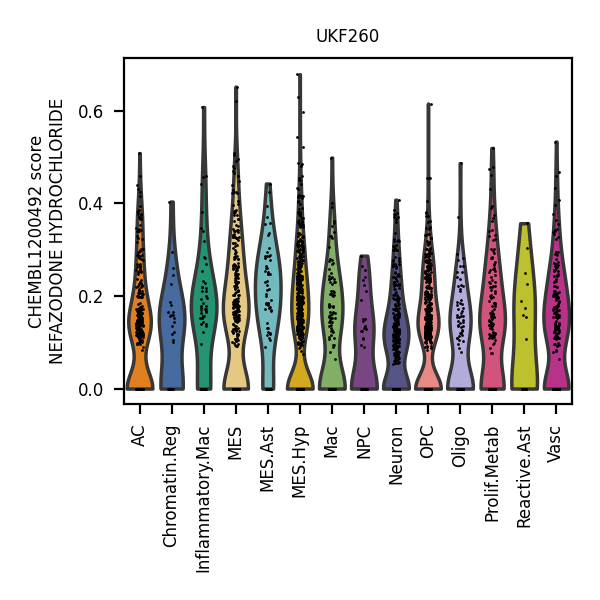 UKF260
CHEMBL1200492 score
NEFAZODONE HYDROCHLORIDE
0.6
0.4
0.2
0.0
AC
Chromatin.Reg
Inflammatory.Mac
MES
MES.Ast
MES.Hyp
Mac
NPC
Neuron
OPC
Oligo
Prolif.Metab
Reactive.Ast
Vasc